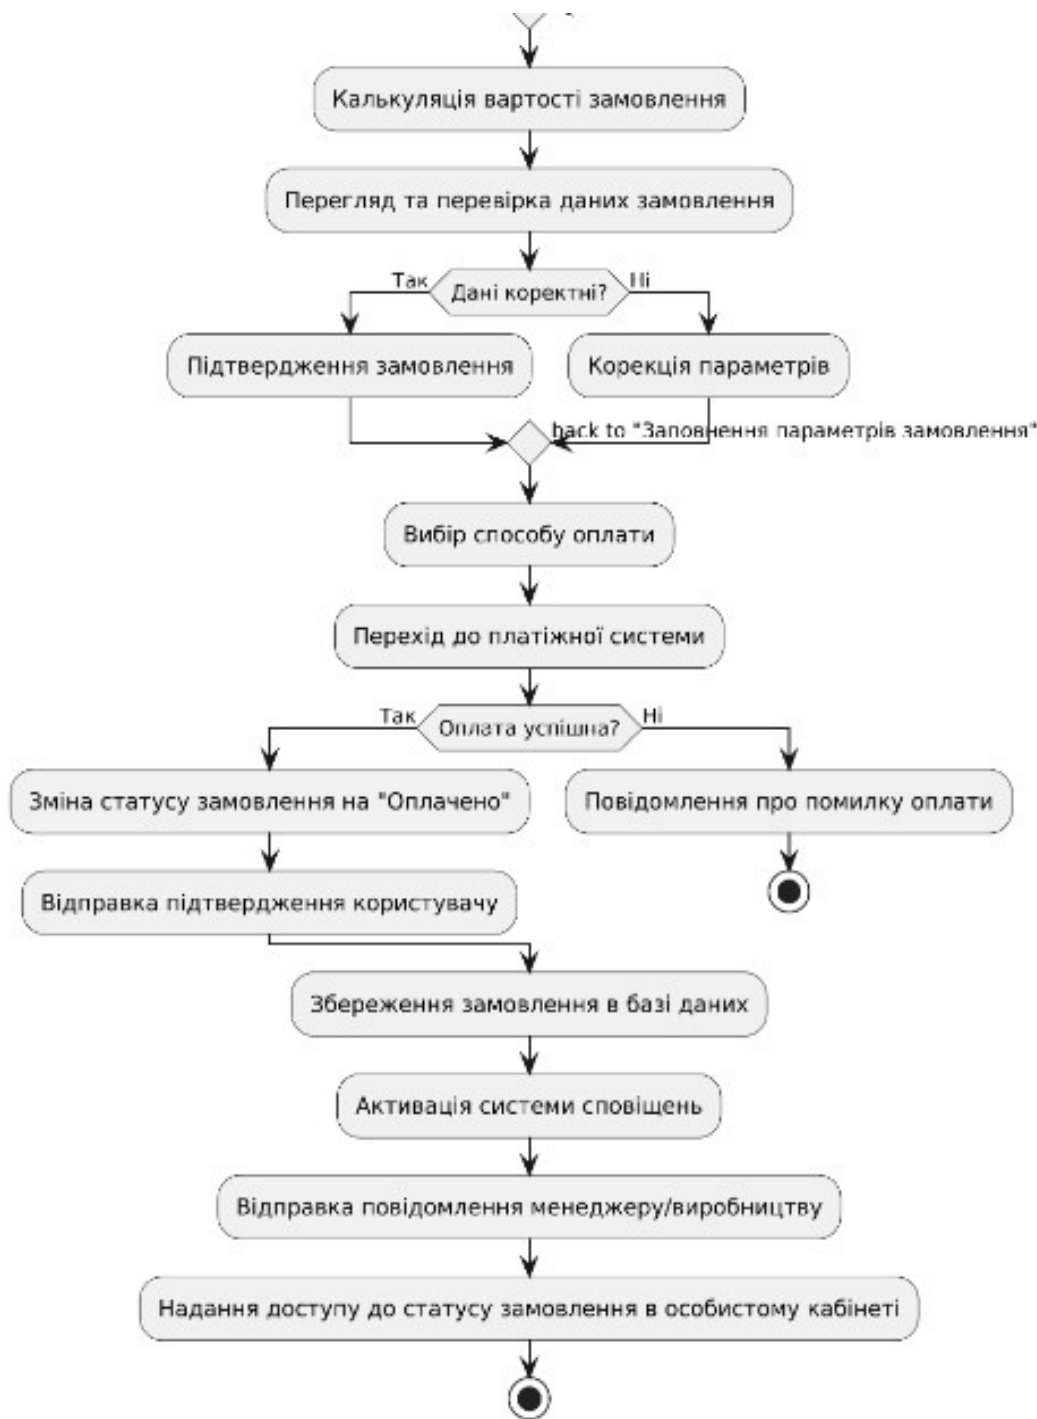 Калькуляція вартості замовлення
Перегляд та перевірка даних замовлення
Так
Дані коректні?
Ні
Підтвердження замовлення
Корекція параметрів
back to "Заповнення параметрів замовлення"
Вибір способу оплати
Перехід до платіжної системи
Так
Оплата успішна?
Ні
Зміна статусу замовлення на "Оплачено"
Повідомлення про помилку оплати
Відправка підтвердження користувачу
Збереження замовлення в базі даних
Активація системи сповіщень
Відправка повідомлення менеджеру/виробництву
Надання доступу до статусу замовлення в особистому кабінеті